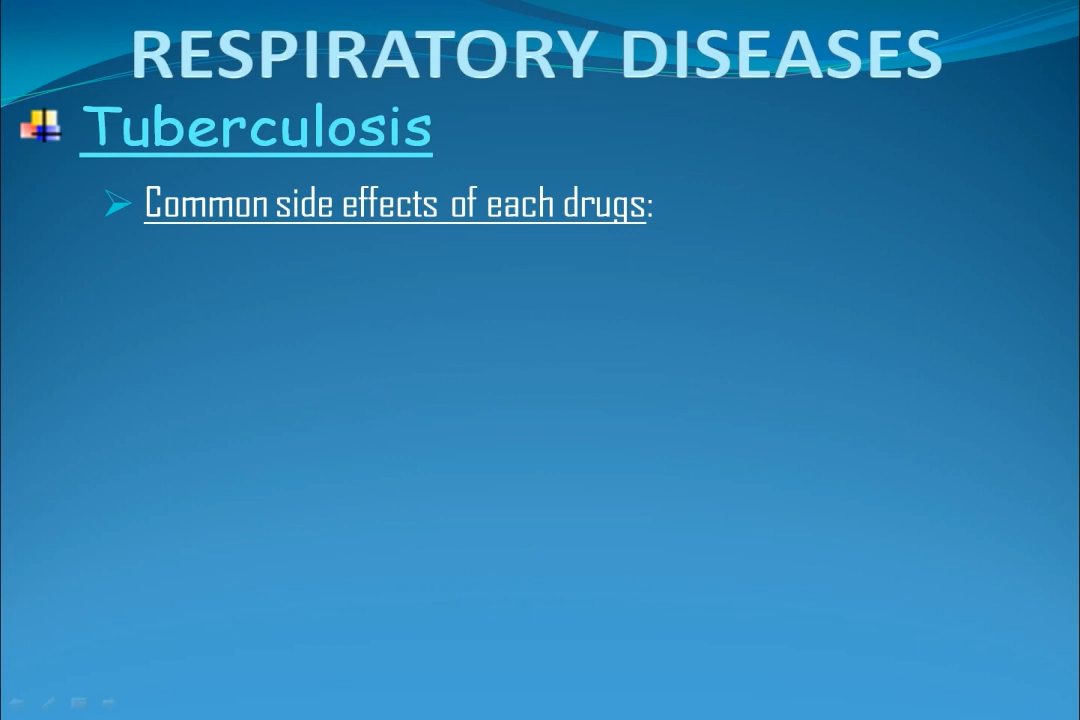 RESPIRATORY DISEASES
Tuberculosis
Common side effects of each drugs: